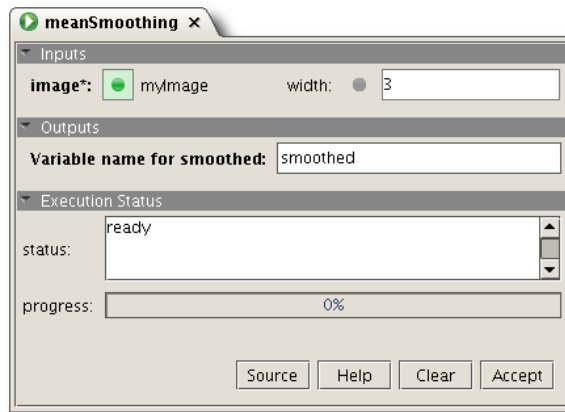 meanSmoothing ×
Inputs
image*: myImage width: 3
Outputs
Variable name for smoothed: smoothed
Execution Status
ready
status:
progress: 0%
Source Help Clear Accept